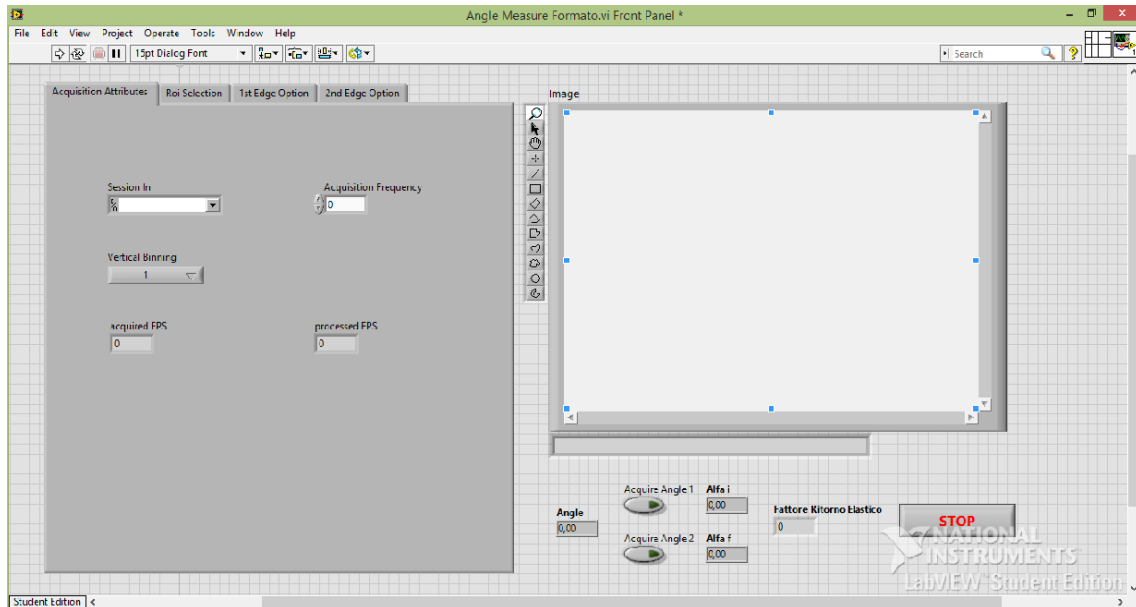 Angle Measure Formato.vi Front Panel *
File Edit View Project Operate Tools Window Help
15pt Dialog Font
Search
Acquisition Attributes Roi Selection 1st Edge Option 2nd Edge Option
Image
Session In
Acquisition Frequency
0
Vertical Binning
1
acquired FPS
processed FPS
0
0
Acquire Angle 1
Alfa i
0,00
Angle
0,00
Acquire Angle 2
Alfa f
0,00
Fattore Ritorno Elastico
0
STOP
NATIONAL
INSTRUMENTS
LabVIEW Student Edition
Student Edition